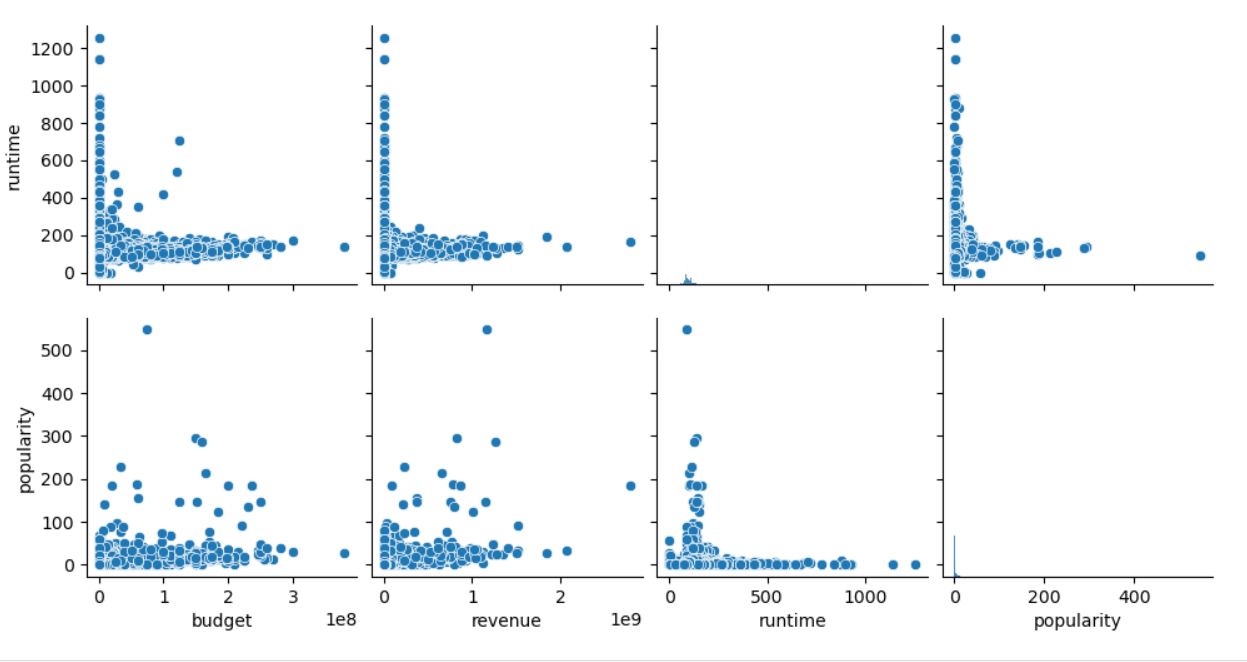 1200
1000
800
600
400
200
0
runtime
500
400
300
200
100
0
popularity
0 1 2 3
1e8
budget
0 1 2
1e9
revenue
0 500 1000
runtime
0 200 400
popularity